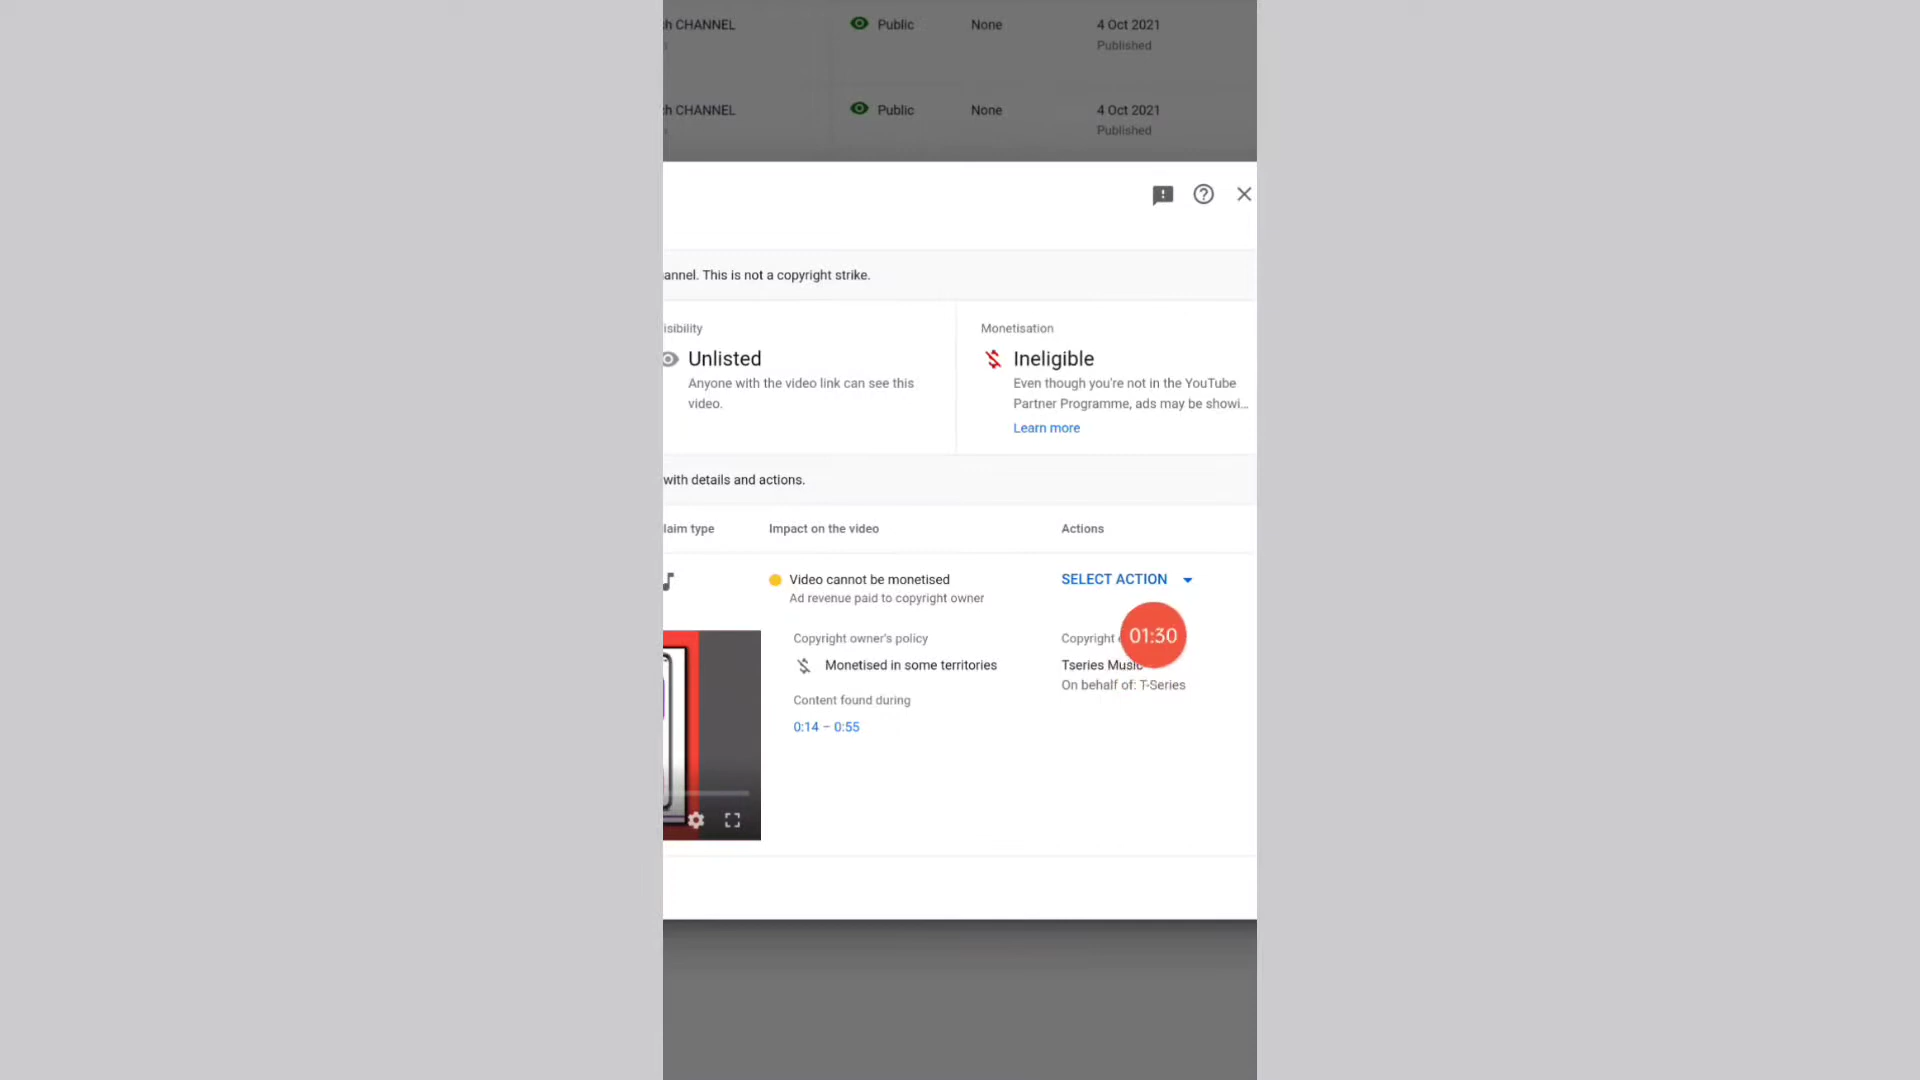 h CHANNEL Public None 4 Oct 2021
Published
h CHANNEL Public None 4 Oct 2021
Published
annel. This is not a copyright strike.
isibility
Unlisted
Anyone with the video link can see this
video.
Monetisation
Ineligible
Even though you're not in the YouTube
Partner Programme, ads may be showi...
Learn more
with details and actions.
laim type Impact on the video Actions
Video cannot be monetised
Ad revenue paid to copyright owner
SELECT ACTION
Copyright owner's policy
Monetised in some territories
Content found during
0:14 – 0:55
Copyright
01:30
Tseries Music
On behalf of: T-Series